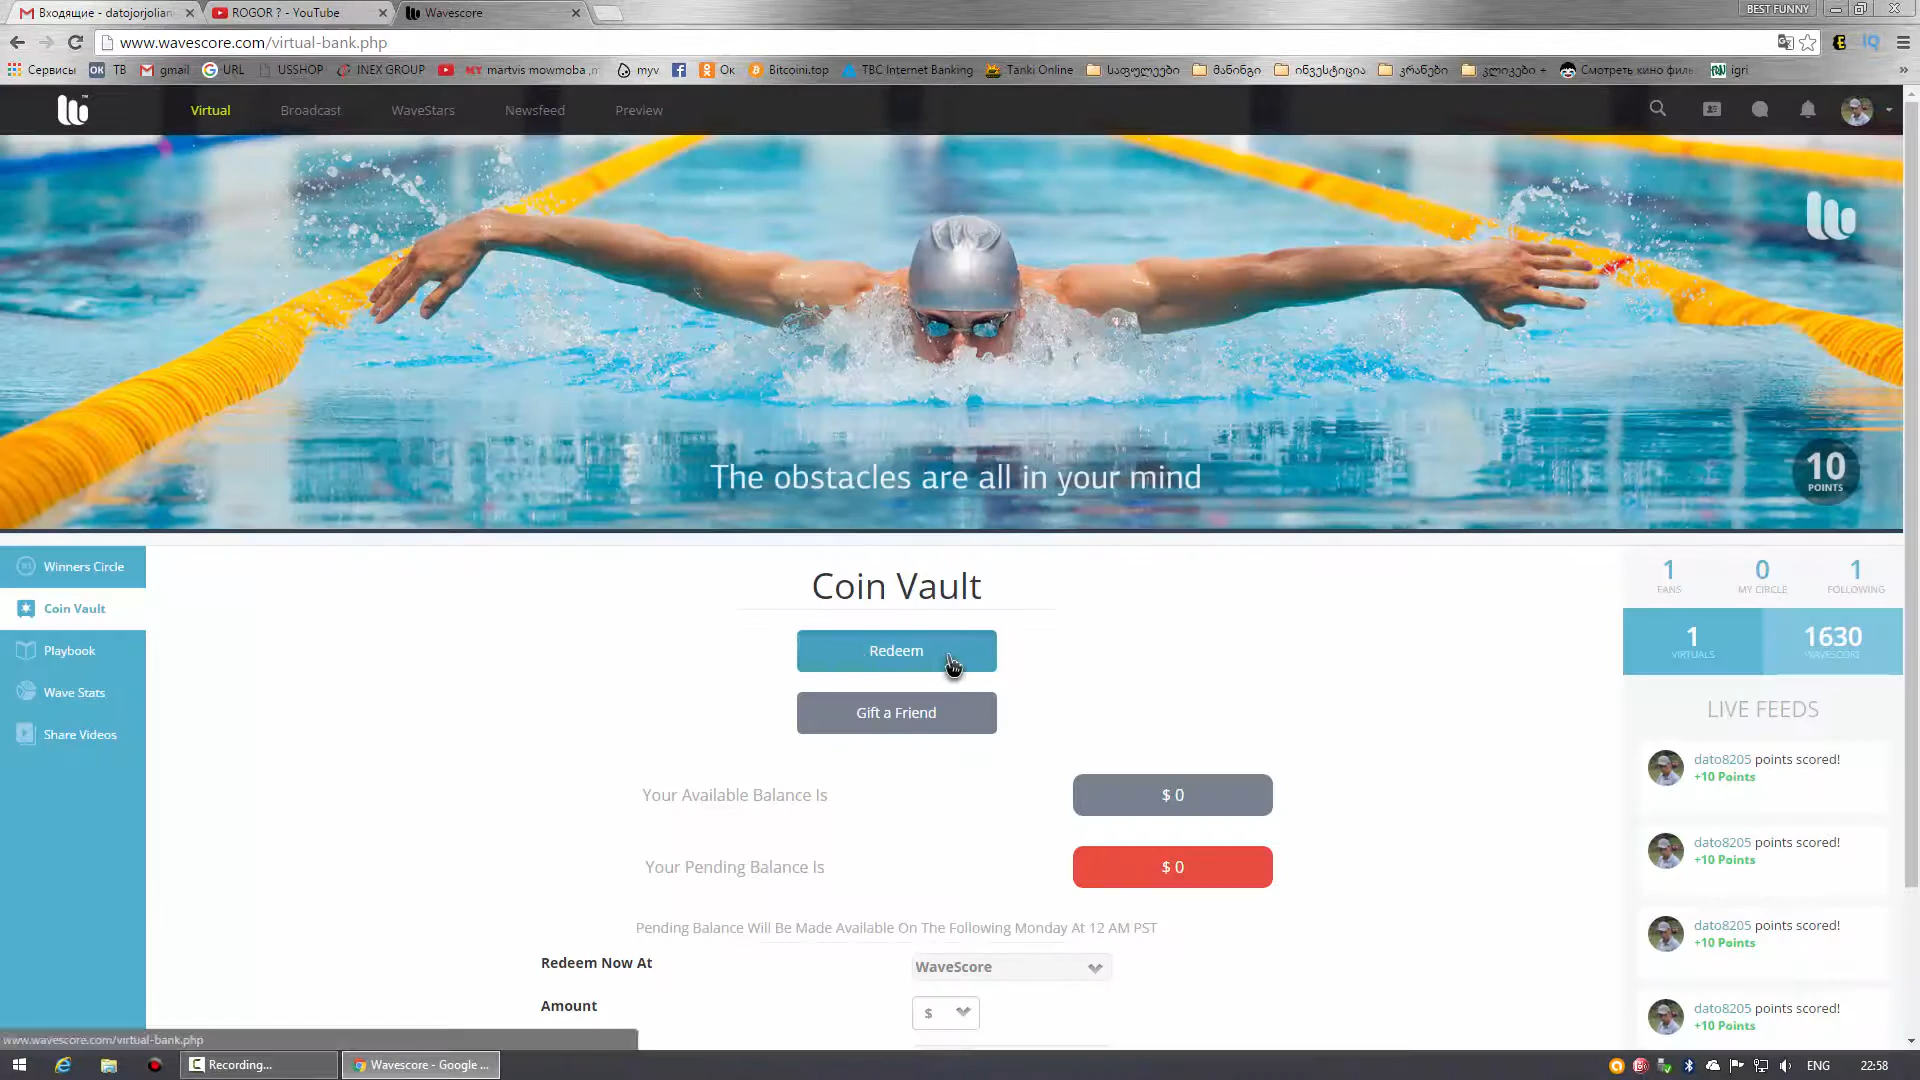 Входящие - datojorjolian
ROGOR ? - YouTube
Wavescore
BEST FUNNY
www.wavescore.com/virtual-bank.php
Сервисы
ТВ
gmail
URL
USSHOP
INEX GROUP
martvis mowmoba ,п
myv
Ок
Bitcoini.top
TBC Internet Banking
Tanki Online
საფულეები
მანინგი
ინვესტიცია
კრანები
კლიკები +
Смотреть кино филь
igri
Virtual
Broadcast
WaveStars
Newsfeed
Preview
The obstacles are all in your mind
10
POINTS
Winners Circle
Coin Vault
Playbook
Wave Stats
Share Videos
Coin Vault
Redeem
Gift a Friend
Your Available Balance Is
$ 0
Your Pending Balance Is
$ 0
Pending Balance Will Be Made Available On The Following Monday At 12 AM PST
Redeem Now At
WaveScore
Amount
$
1
FANS
0
MY CIRCLE
1
FOLLOWING
1
VIRTUALS
1630
WAVESCORE
LIVE FEEDS
dato8205 points scored!
+10 Points
dato8205 points scored!
+10 Points
dato8205 points scored!
+10 Points
dato8205 points scored!
+10 Points
www.wavescore.com/virtual-bank.php
Recording...
Wavescore - Google ...
ENG
22:58